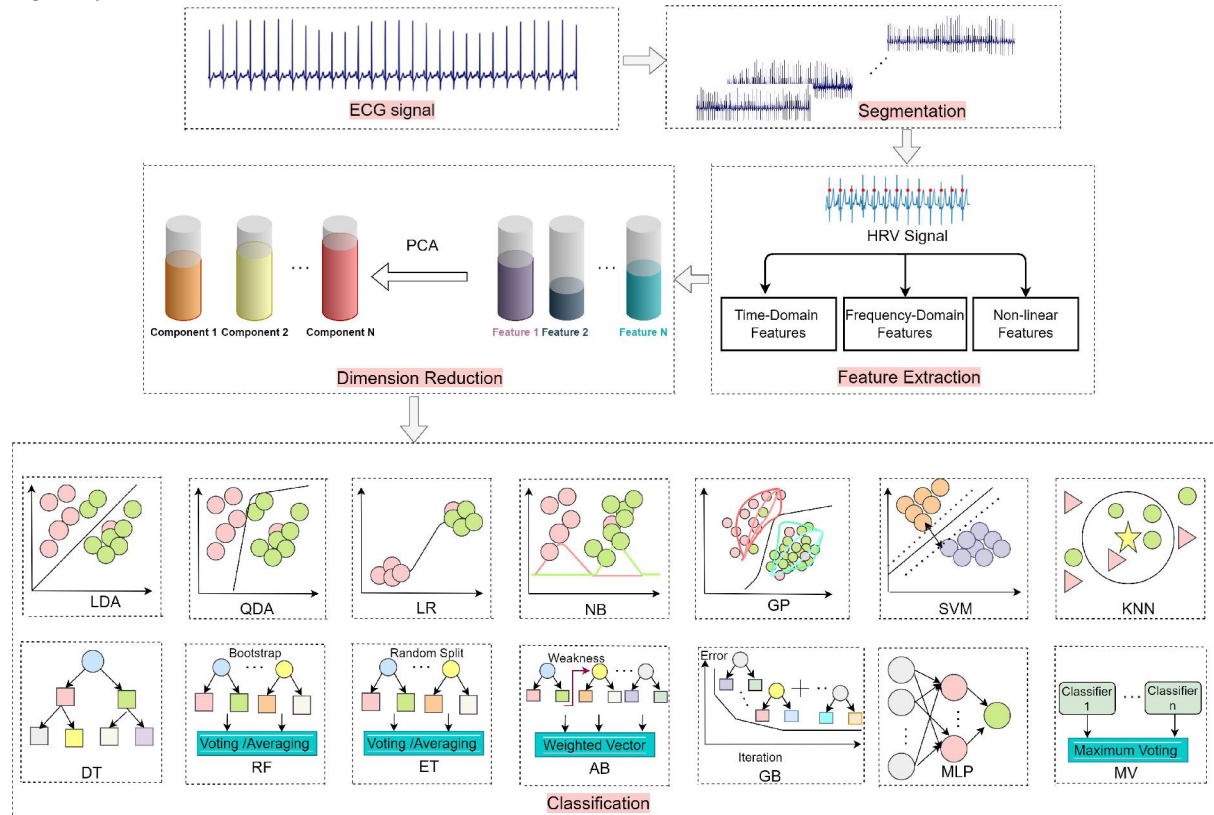 ECG signal
Segmentation
HRV Signal
Time-Domain
Features
Frequency-Domain
Features
Non-linear
Features
Feature Extraction
PCA
...
Component 1
Component 2
Component N
...
Feature 1
Feature 2
Feature N
Dimension Reduction
LDA
QDA
LR
NB
GP
SVM
KNN
DT
Bootstrap
...
Voting /Averaging
RF
Random Split
...
Voting /Averaging
ET
Weakness
...
Weighted Vector
AB
Error
+ ...
Iteration
GB
MLP
Classifier
1
...
Classifier
n
Maximum Voting
MV
Classification